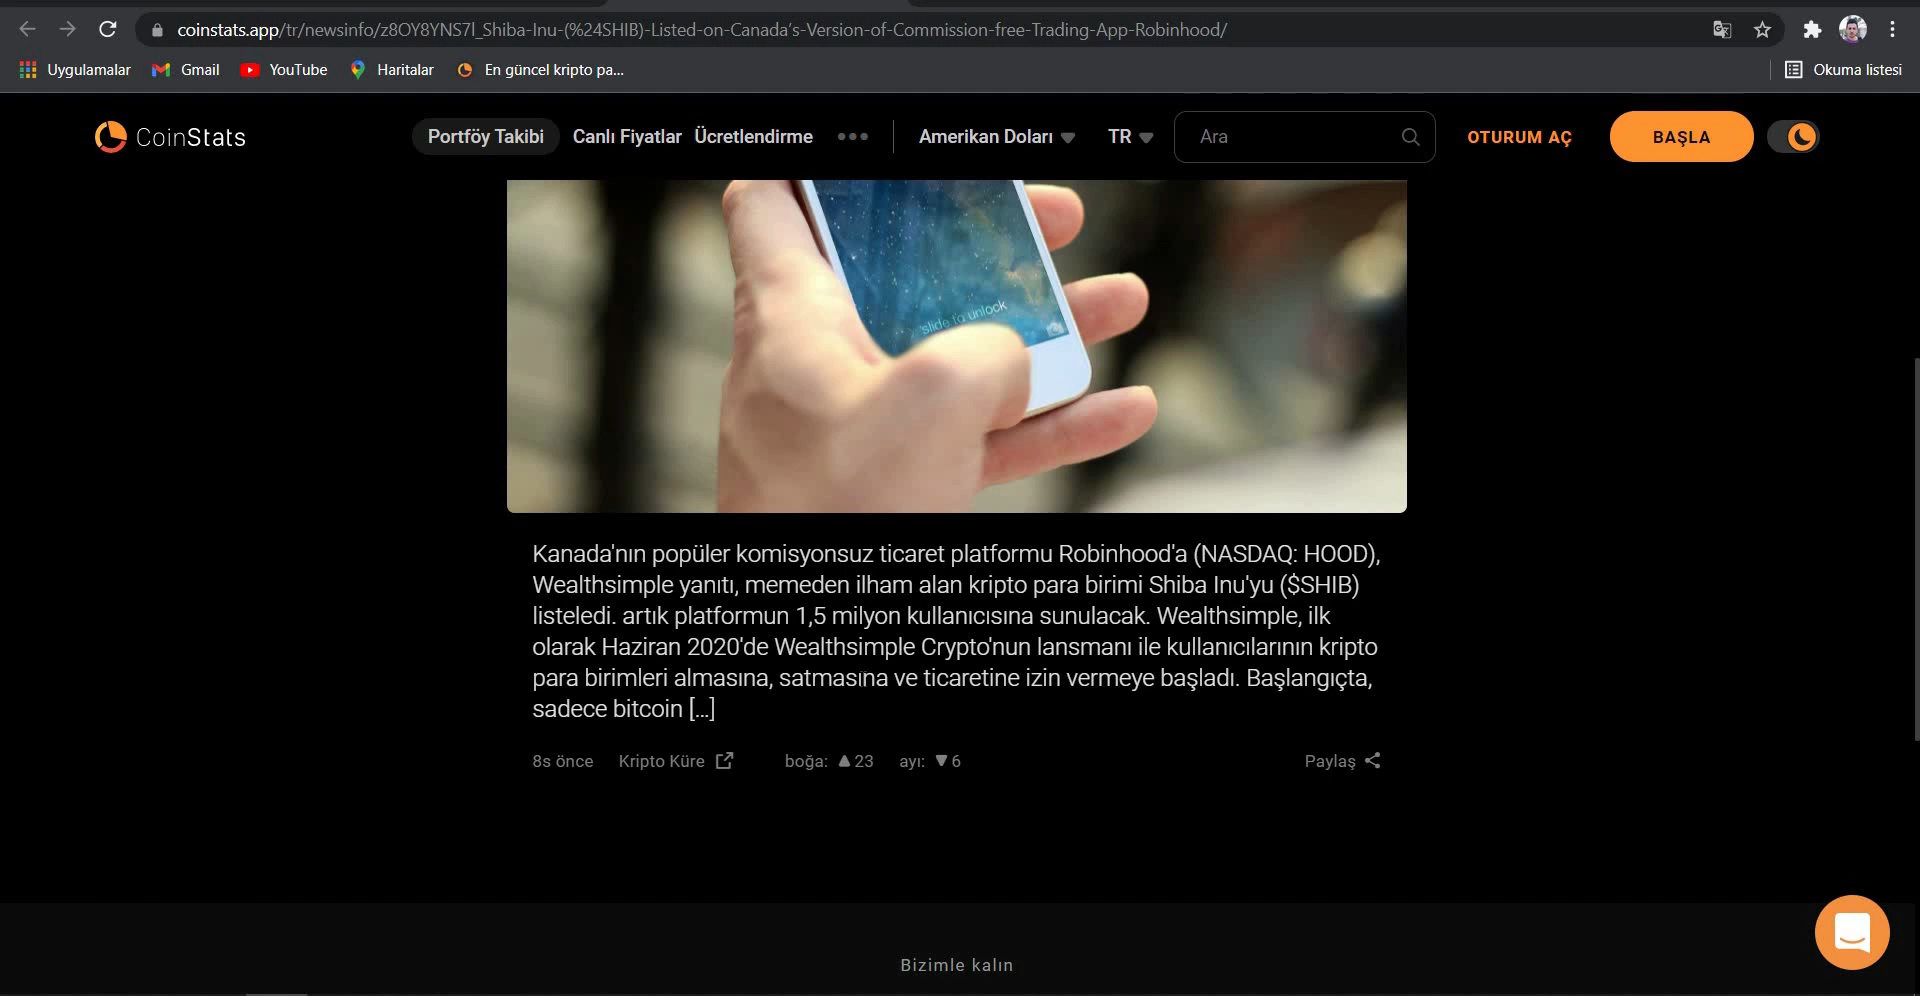 coinstats.app/tr/newsinfo/z8OY8YNS7l_Shiba-Inu-(%24SHIB)-Listed-on-Canada’s-Version-of-Commission-free-Trading-App-Robinhood/
Uygulamalar Gmail YouTube Haritalar En güncel kripto pa... Okuma listesi
CoinStats Portföy Takibi Canlı Fiyatlar Ücretlendirme Amerikan Doları TR Ara OTURUM AÇ BAŞLA
slide to unlock
Kanada'nın popüler komisyonsuz ticaret platformu Robinhood'a (NASDAQ: HOOD),
Wealthsimple yanıtı, memeden ilham alan kripto para birimi Shiba Inu'yu ($SHIB)
listeledi. artık platformun 1,5 milyon kullanıcısına sunulacak. Wealthsimple, ilk
olarak Haziran 2020'de Wealthsimple Crypto'nun lansmanı ile kullanıcılarının kripto
para birimleri almasına, satmasına ve ticaretine izin vermeye başladı. Başlangıçta,
sadece bitcoin [...]
8s önce Kripto Küre boğa: 23 ayı: 6 Paylaş
Bizimle kalın